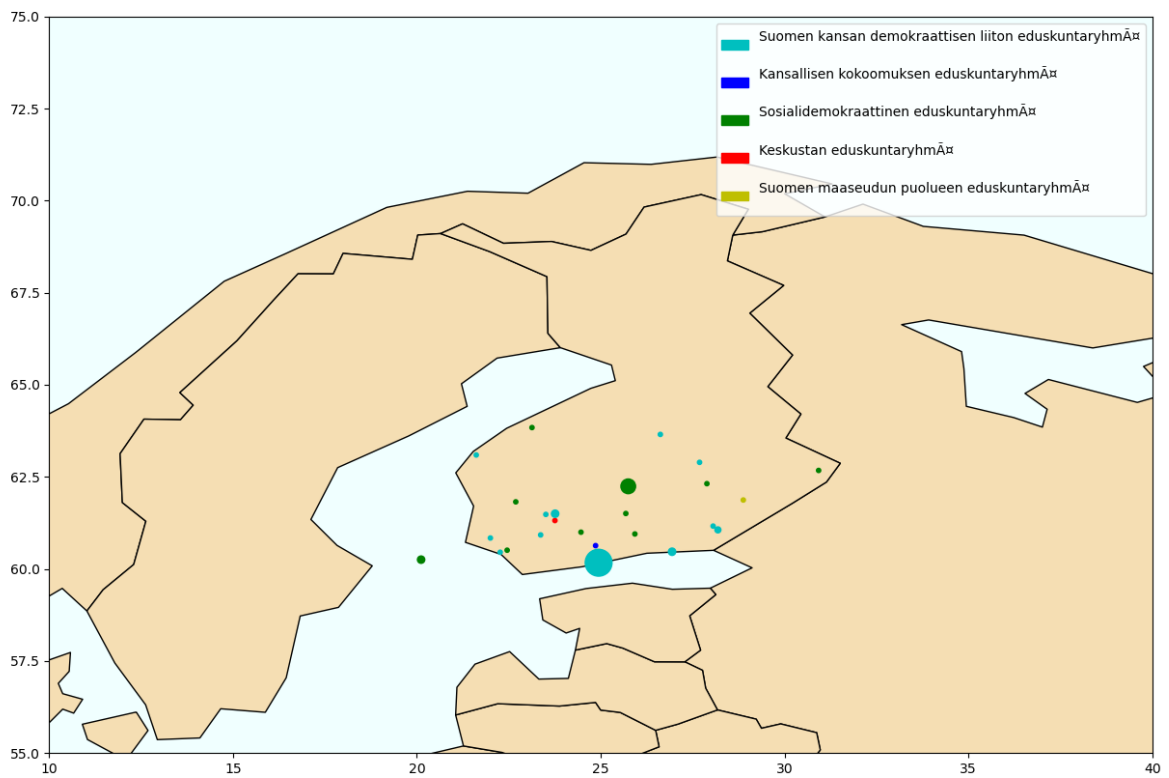 75.0
Suomen kansan demokraattisen liiton eduskuntaryhmÃ¤
Kansallisen kokoomuksen eduskuntaryhmÃ¤
Sosialidemokraattinen eduskuntaryhmÃ¤
Keskustan eduskuntaryhmÃ¤
Suomen maaseudun puolueen eduskuntaryhmÃ¤
72.5
70.0
67.5
65.0
62.5
60.0
57.5
55.0
10 15 20 25 30 35 40